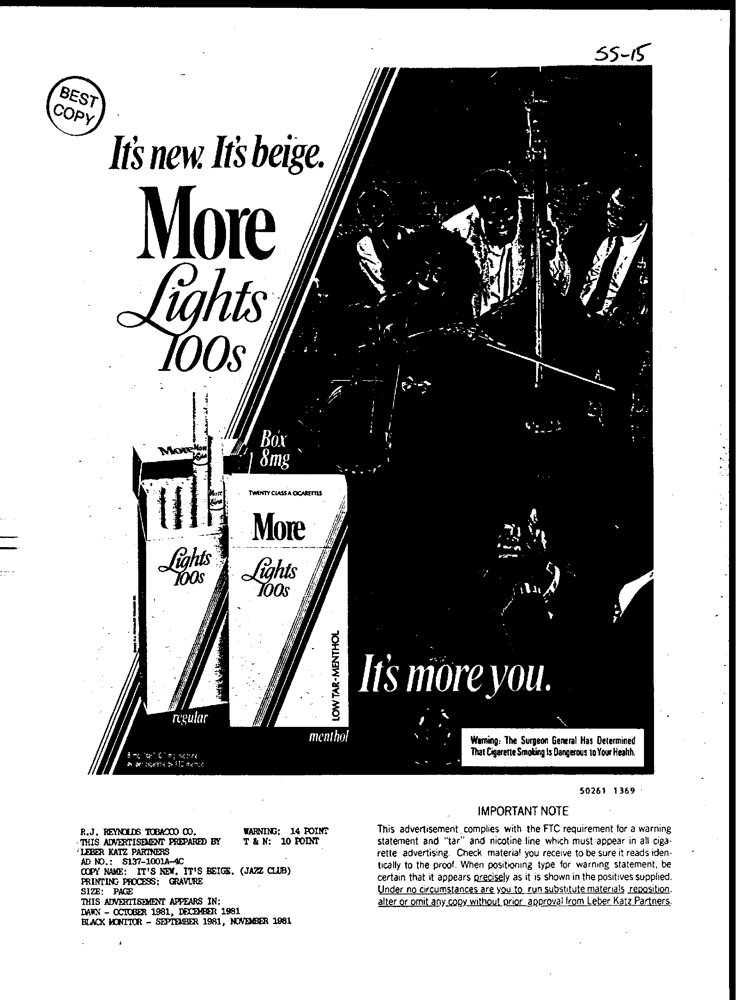 SS-15
BEST
COPY
It's new. It's beige.
More
Lights
100s
Box
8mg
More
More
Lights
TWENTY CLASS A CIGARETTES
More
Lights
100s
Lights
100s
LOW TAR-MENTHOL
It's more you.
regular
menthol
Warning: The Surgeon General Has Determined
That Cigarette Smoking Is Dangerous to Your Health.
8 mg. "tar", 0.7 mg. nicotine
av. per cigarette by FTC method.
50261 1369
IMPORTANT NOTE
R.J. REYNOLDS TOBACCO CO. WARNING: 14 POINT
THIS ADVERTISEMENT PREPARED BY T & N: 10 POINT
LEBER KATZ PARTNERS
AD NO.: S137-1001A-4C
COPY NAME: IT'S NEW. IT'S BEIGE. (JAZZ CLUB)
PRINTING PROCESS: GRAVURE
SIZE: PAGE
THIS ADVERTISEMENT APPEARS IN:
DAWN - OCTOBER 1981, DECEMBER 1981
BLACK MONITOR - SEPTEMBER 1981, NOVEMBER 1981
This advertisement complies with the FTC requirement for a warning
statement and "tar" and nicotine line which must appear in all ciga-
rette advertising. Check material you receive to be sure it reads iden-
tically to the proof. When positioning type for warning statement, be
certain that it appears precisely as it is shown in the positives supplied.
Under no circumstances are you to run substitute materials, reposition,
alter or omit any copy without prior approval from Leber Katz Partners.